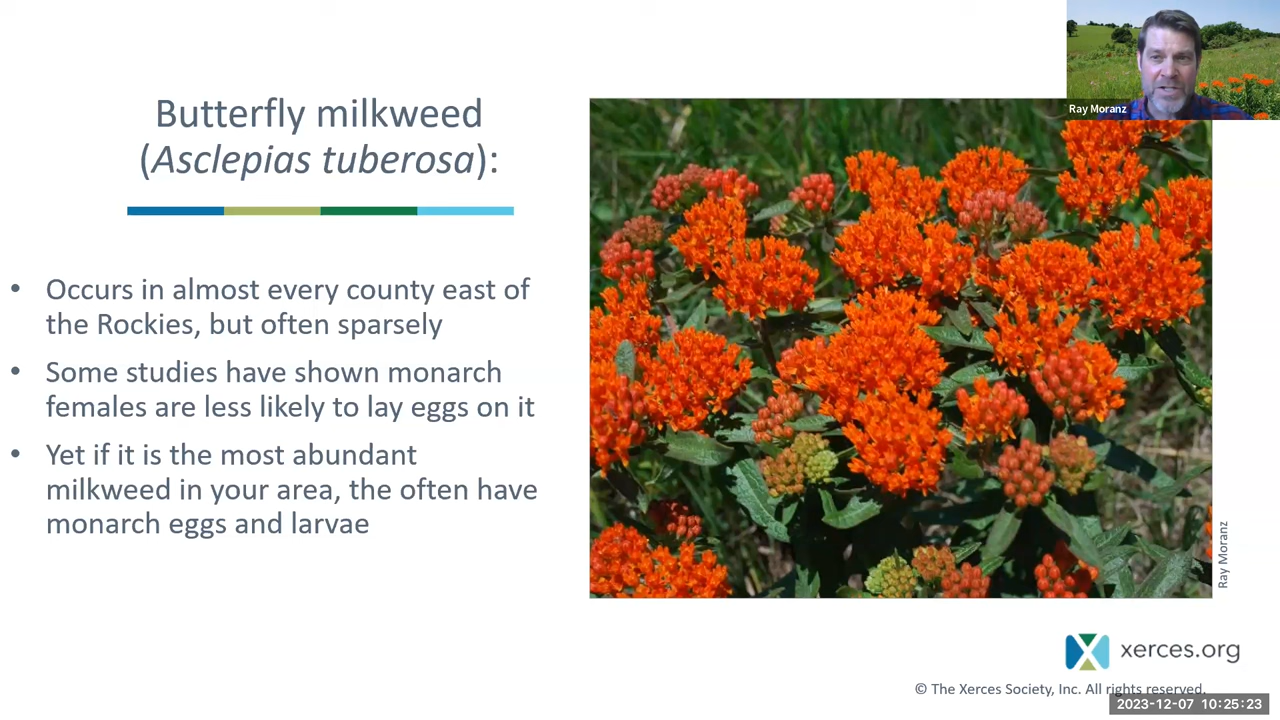 Ray Moranz
Butterfly milkweed
(Asclepias tuberosa):
• Occurs in almost every county east of
the Rockies, but often sparsely
• Some studies have shown monarch
females are less likely to lay eggs on it
• Yet if it is the most abundant
milkweed in your area, the often have
monarch eggs and larvae
Ray Moranz
xerces.org
© The Xerces Society, Inc. All rights reserved.
2023-12-07 10:25:23